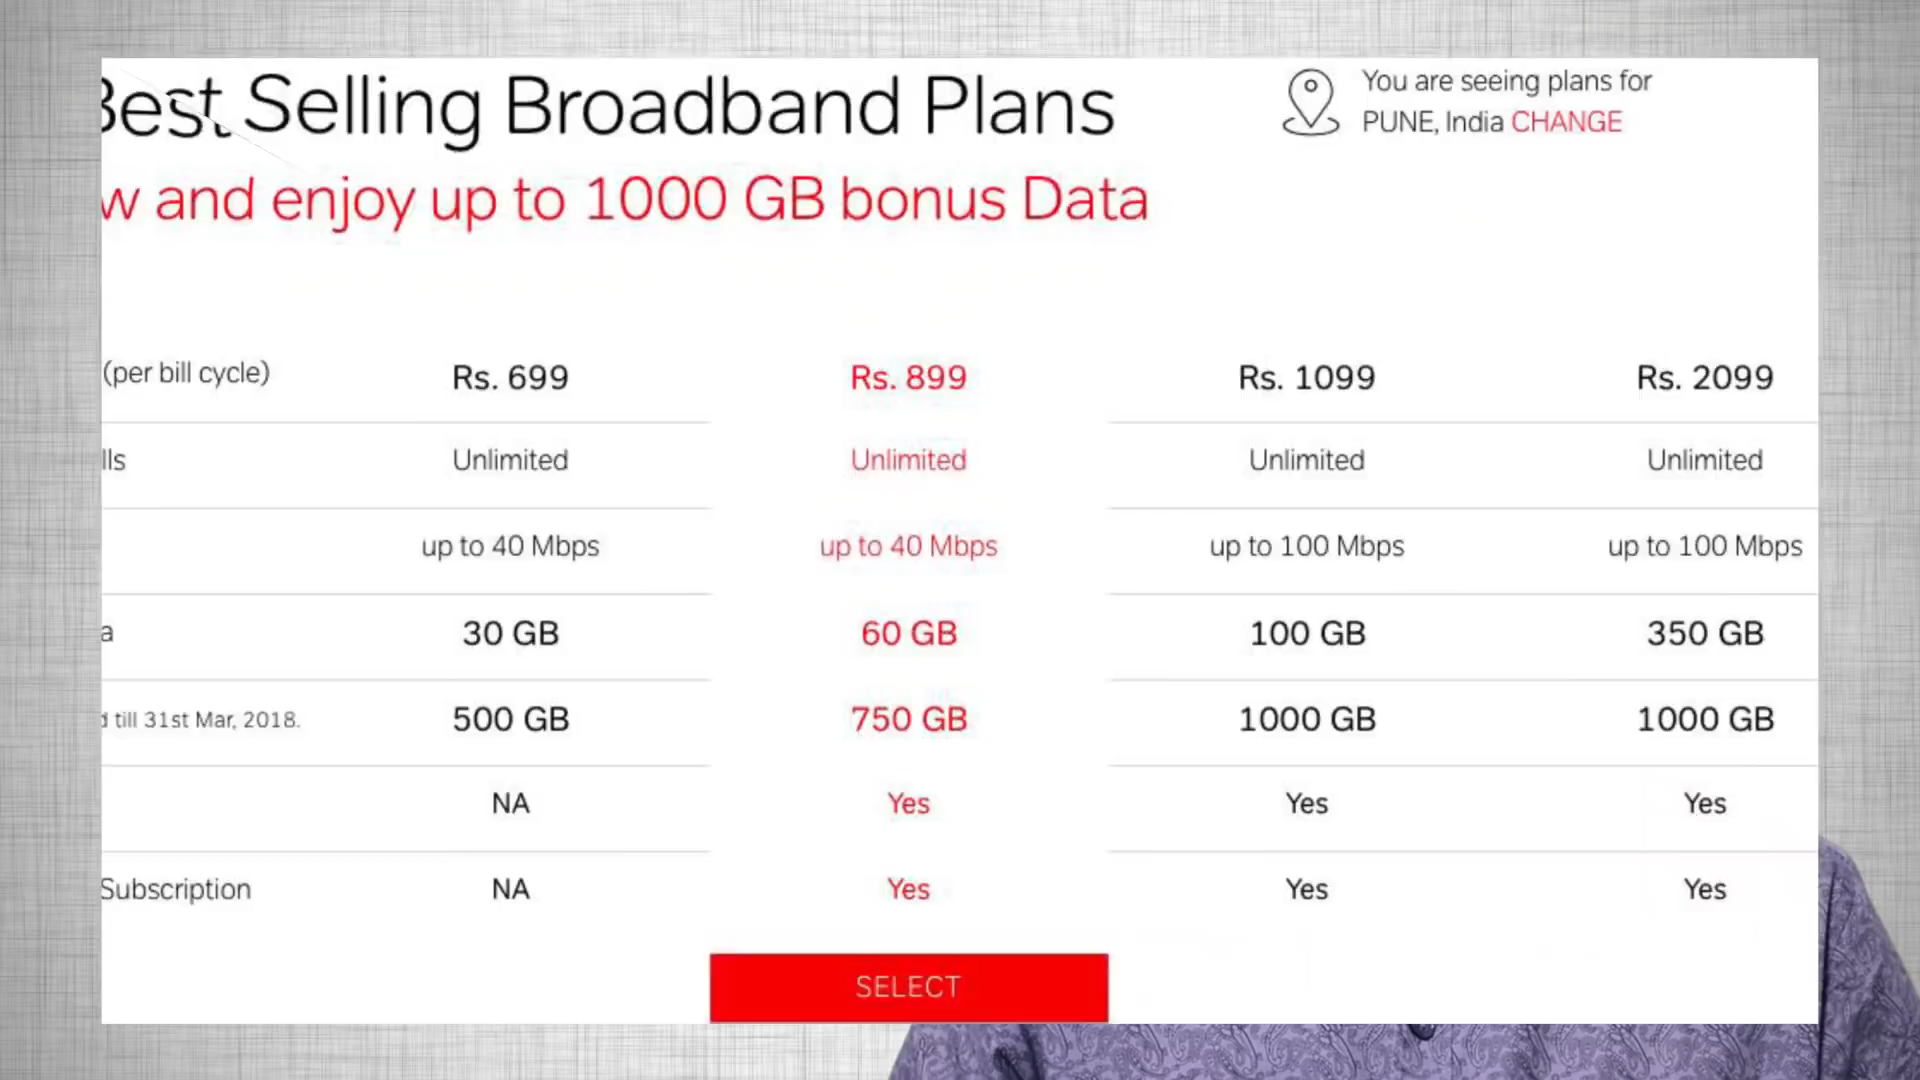 Best Selling Broadband Plans
You are seeing plans for
PUNE, India CHANGE
and enjoy up to 1000 GB bonus Data
(per bill cycle) Rs. 699 Rs. 899 Rs. 1099 Rs. 2099
Unlimited Unlimited Unlimited Unlimited
up to 40 Mbps up to 40 Mbps up to 100 Mbps up to 100 Mbps
30 GB 60 GB 100 GB 350 GB
till 31st Mar, 2018. 500 GB 750 GB 1000 GB 1000 GB
NA Yes Yes Yes
Subscription NA Yes Yes Yes
SELECT